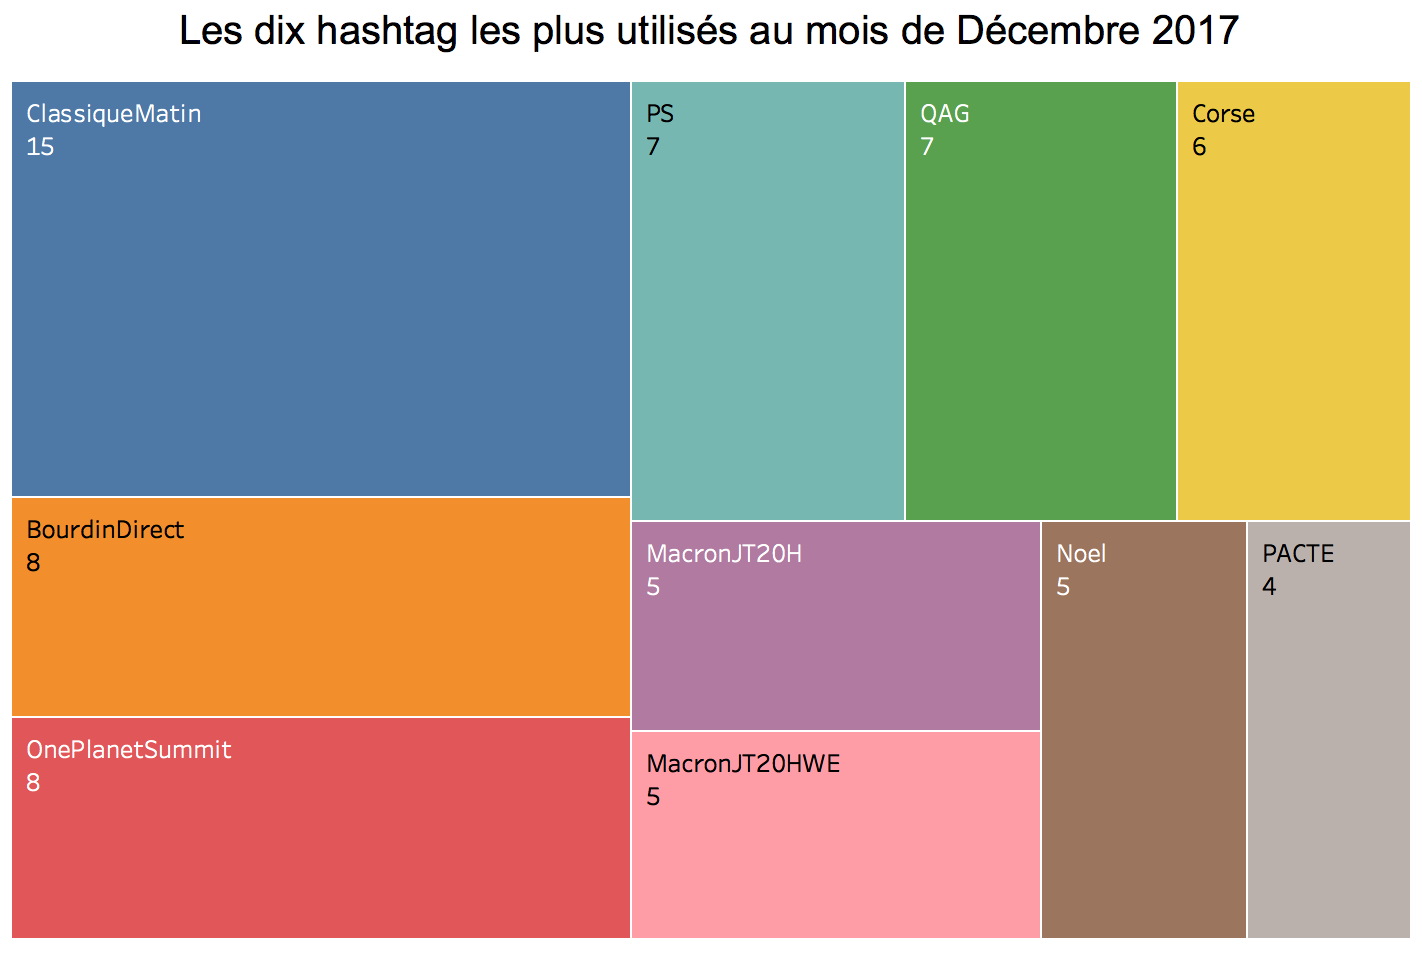 Les dix hashtag les plus utilisés au mois de Décembre 2017
ClassiqueMatin
15
BourdinDirect
8
OnePlanetSummit
8
PS
7
QAG
7
Corse
6
MacronJT20H
5
MacronJT20HWE
5
Noel
5
PACTE
4